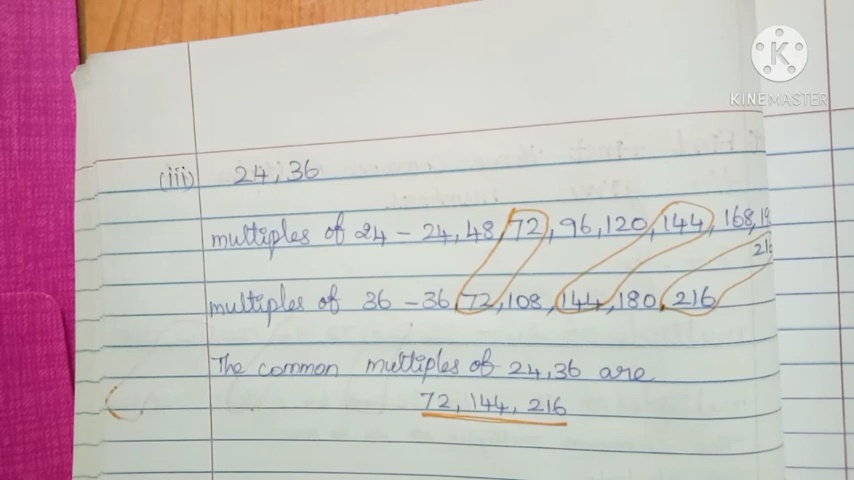 K
KINEMASTER
(iii) 24,36
multiples of 24 - 24,48,72,96,120,144,168,
multiples of 36 - 36,72,108,144,180,216
The common multiples of 24,36 are
72,144,216